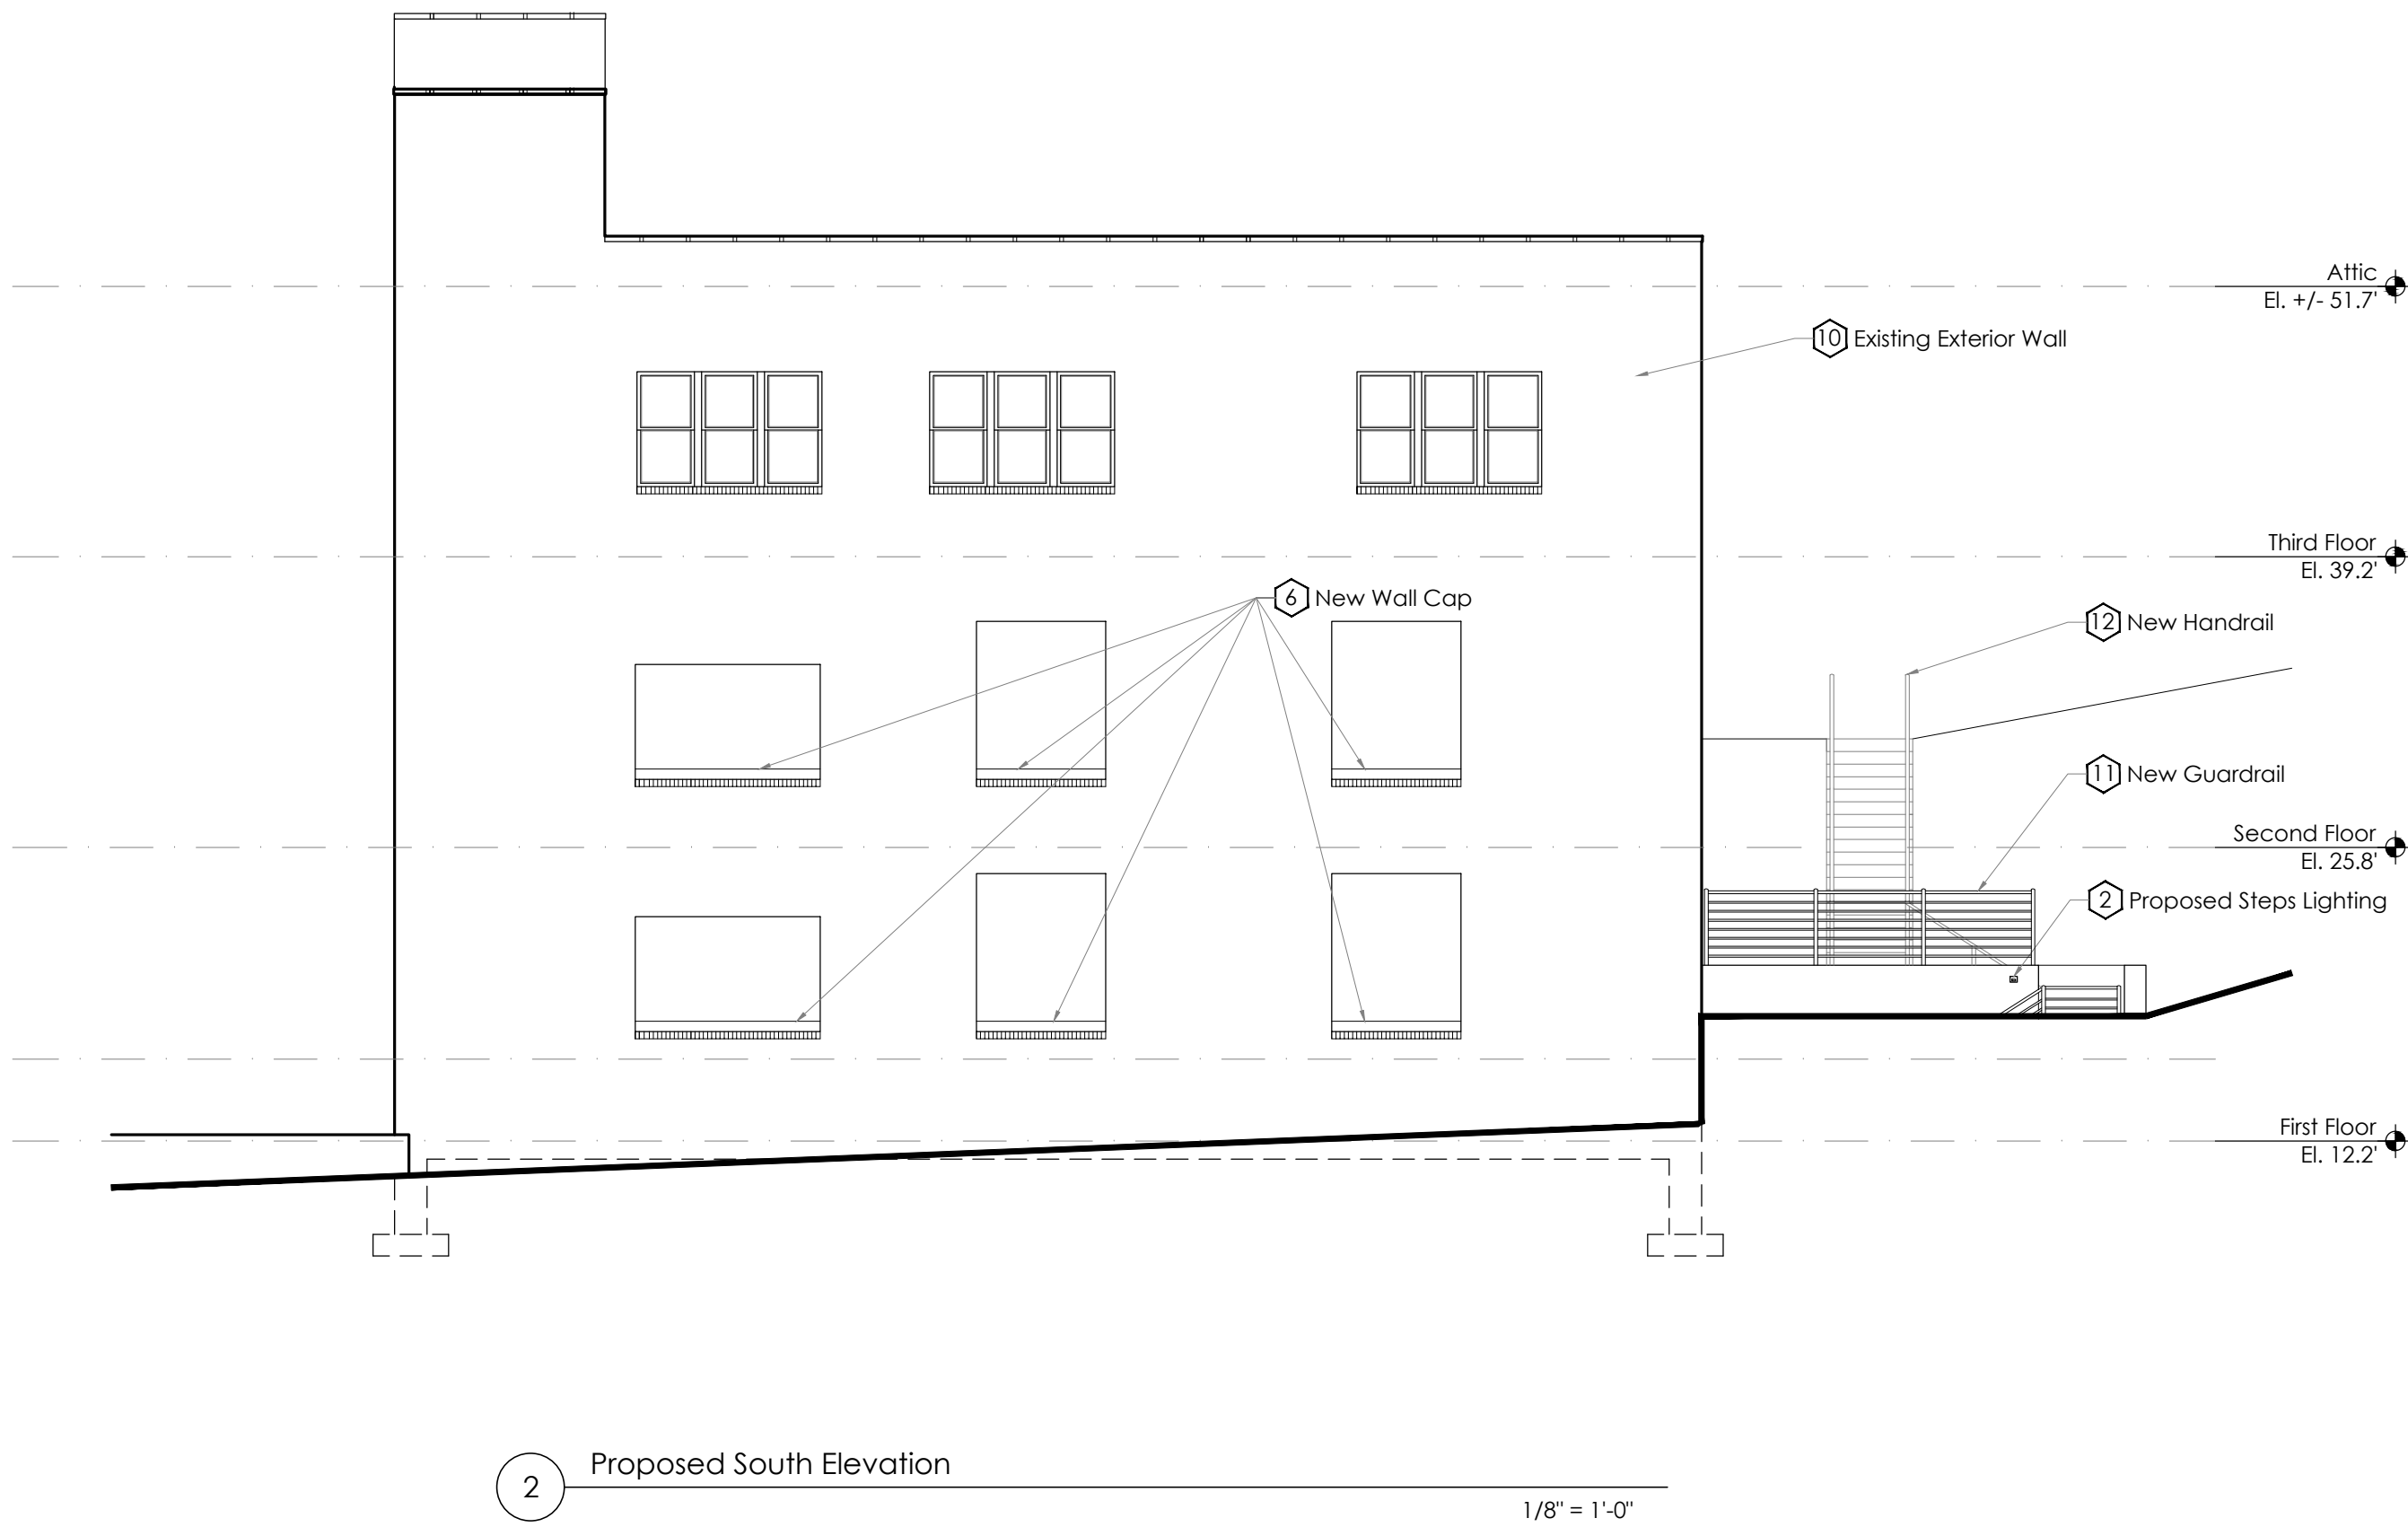 Attic
El. +/- 51.7'
10 Existing Exterior Wall
Third Floor
El. 39.2'
6 New Wall Cap
12 New Handrail
11 New Guardrail
Second Floor
El. 25.8'
2 Proposed Steps Lighting
First Floor
El. 12.2'
2 Proposed South Elevation
1/8" = 1'-0"